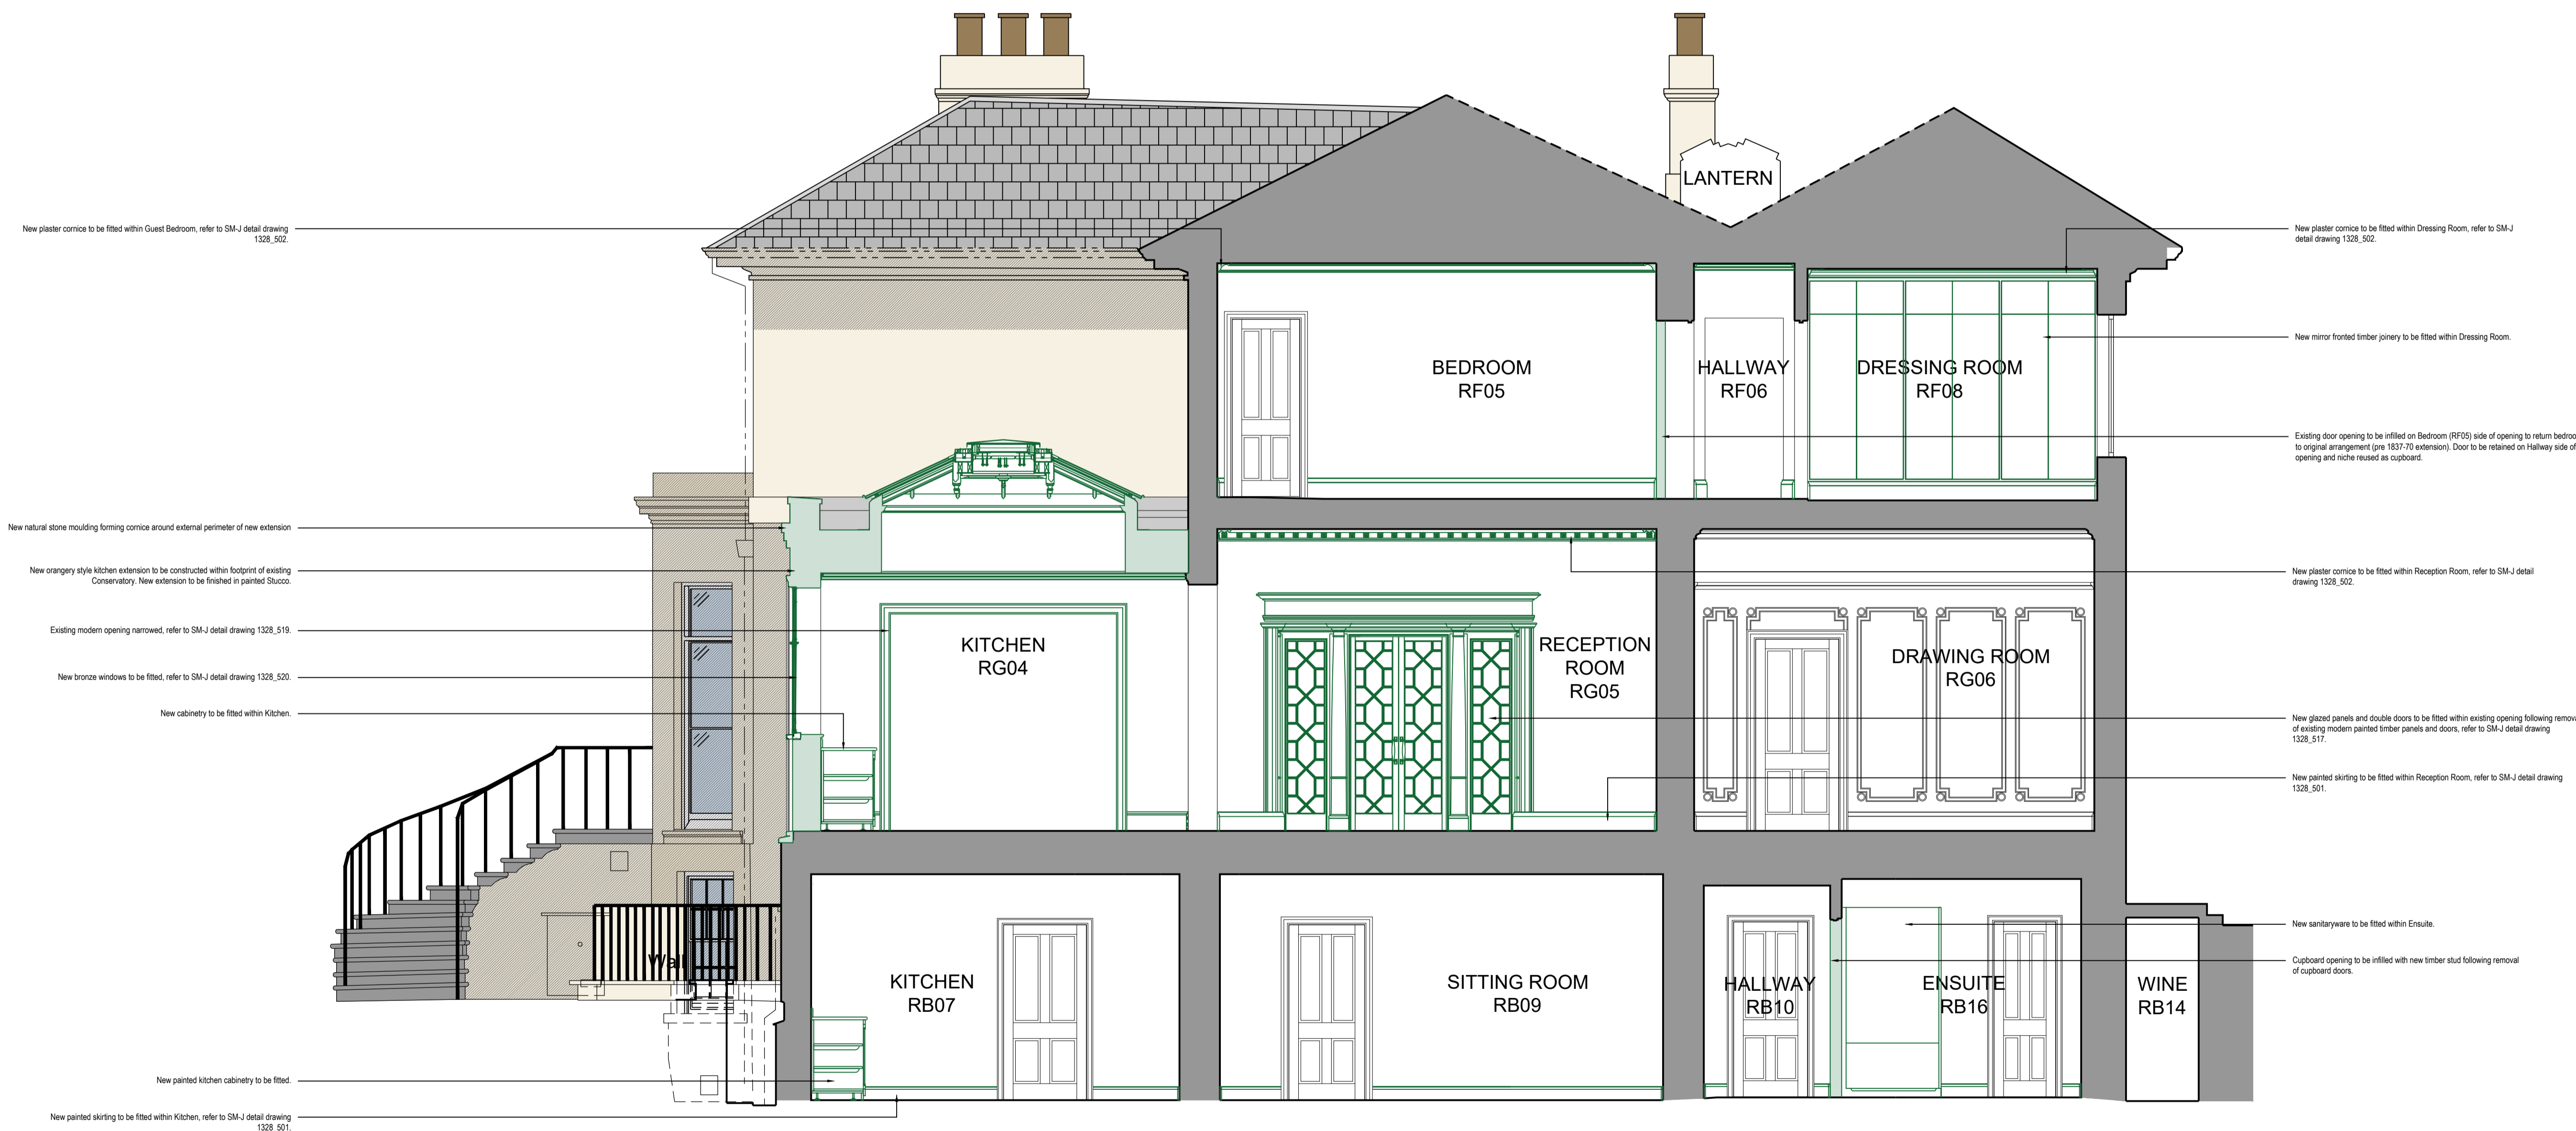 LANTERN
New plaster cornice to be fitted within Guest Bedroom, refer to SM-J detail drawing
1328_502.
New plaster cornice to be fitted within Dressing Room, refer to SM-J
detail drawing 1328_502.
New mirror fronted timber joinery to be fitted within Dressing Room.
BEDROOM
RF05
HALLWAY
RF06
DRESSING ROOM
RF08
Existing door opening to be infilled on Bedroom (RF05) side of opening to return bedroo
to original arrangement (pre 1837-70 extension). Door to be retained on Hallway side of
opening and niche reused as cupboard.
New natural stone moulding forming cornice around external perimeter of new extension
New orangery style kitchen extension to be constructed within footprint of existing
Conservatory. New extension to be finished in painted Stucco.
New plaster cornice to be fitted within Reception Room, refer to SM-J detail
drawing 1328_502.
Existing modern opening narrowed, refer to SM-J detail drawing 1328_519.
KITCHEN
RG04
RECEPTION
ROOM
RG05
DRAWING ROOM
RG06
New bronze windows to be fitted, refer to SM-J detail drawing 1328_520.
New cabinetry to be fitted within Kitchen.
New glazed panels and double doors to be fitted within existing opening following remova
of existing modern painted timber panels and doors, refer to SM-J detail drawing
1328_517.
New painted skirting to be fitted within Reception Room, refer to SM-J detail drawing
1328_501.
New sanitaryware to be fitted within Ensuite.
Cupboard opening to be infilled with new timber stud following removal
of cupboard doors.
Wall
KITCHEN
RB07
SITTING ROOM
RB09
HALLWAY
RB10
ENSUITE
RB16
WINE
RB14
New painted kitchen cabinetry to be fitted.
New painted skirting to be fitted within Kitchen, refer to SM-J detail drawing
1328_501.